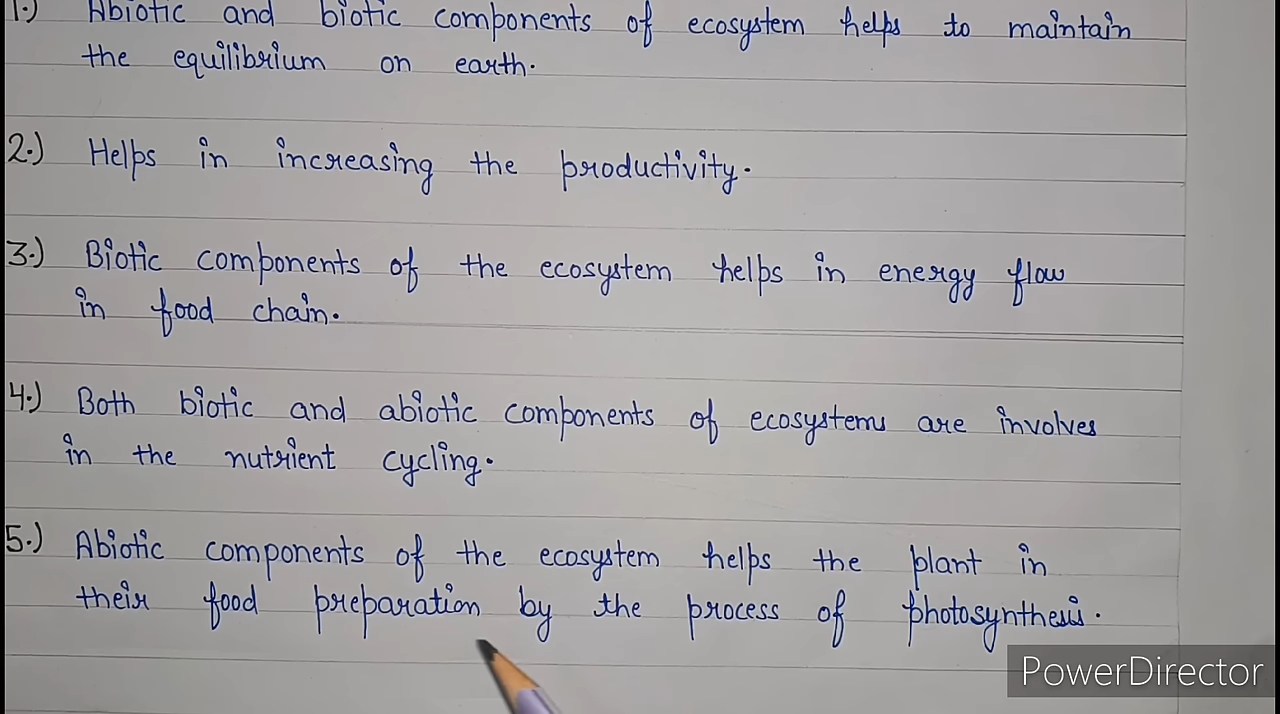 1.) Abiotic and biotic components of ecosystem helps to maintain
the equilibrium on earth.
2.) Helps in increasing the productivity.
3.) Biotic components of the ecosystem helps in energy flow
in food chain.
4.) Both biotic and abiotic components of ecosystems are involves
in the nutrient cycling.
5.) Abiotic components of the ecosystem helps the plant in
their food preparation by the process of photosynthesis.
PowerDirector